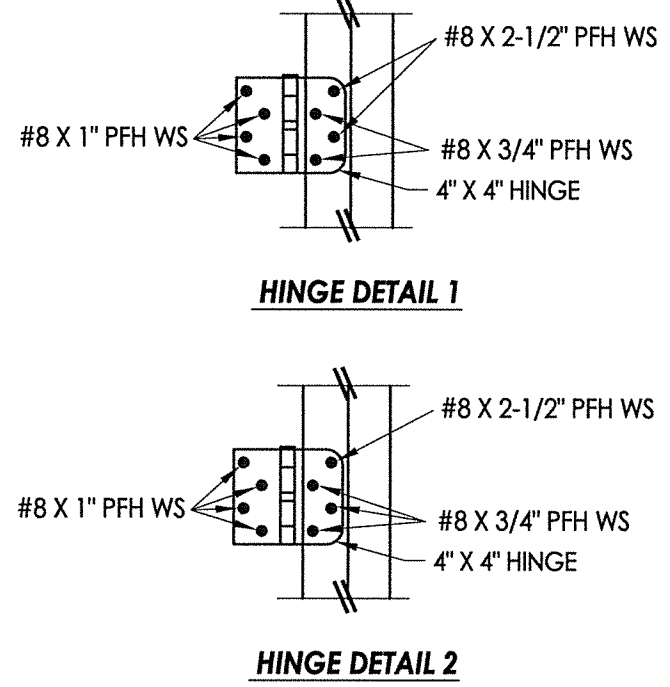 #8 X 2-1/2" PFH WS
#8 X 1" PFH WS
#8 X 3/4" PFH WS
4" X 4" HINGE
HINGE DETAIL 1
#8 X 2-1/2" PFH WS
#8 X 1" PFH WS
#8 X 3/4" PFH WS
4" X 4" HINGE
HINGE DETAIL 2